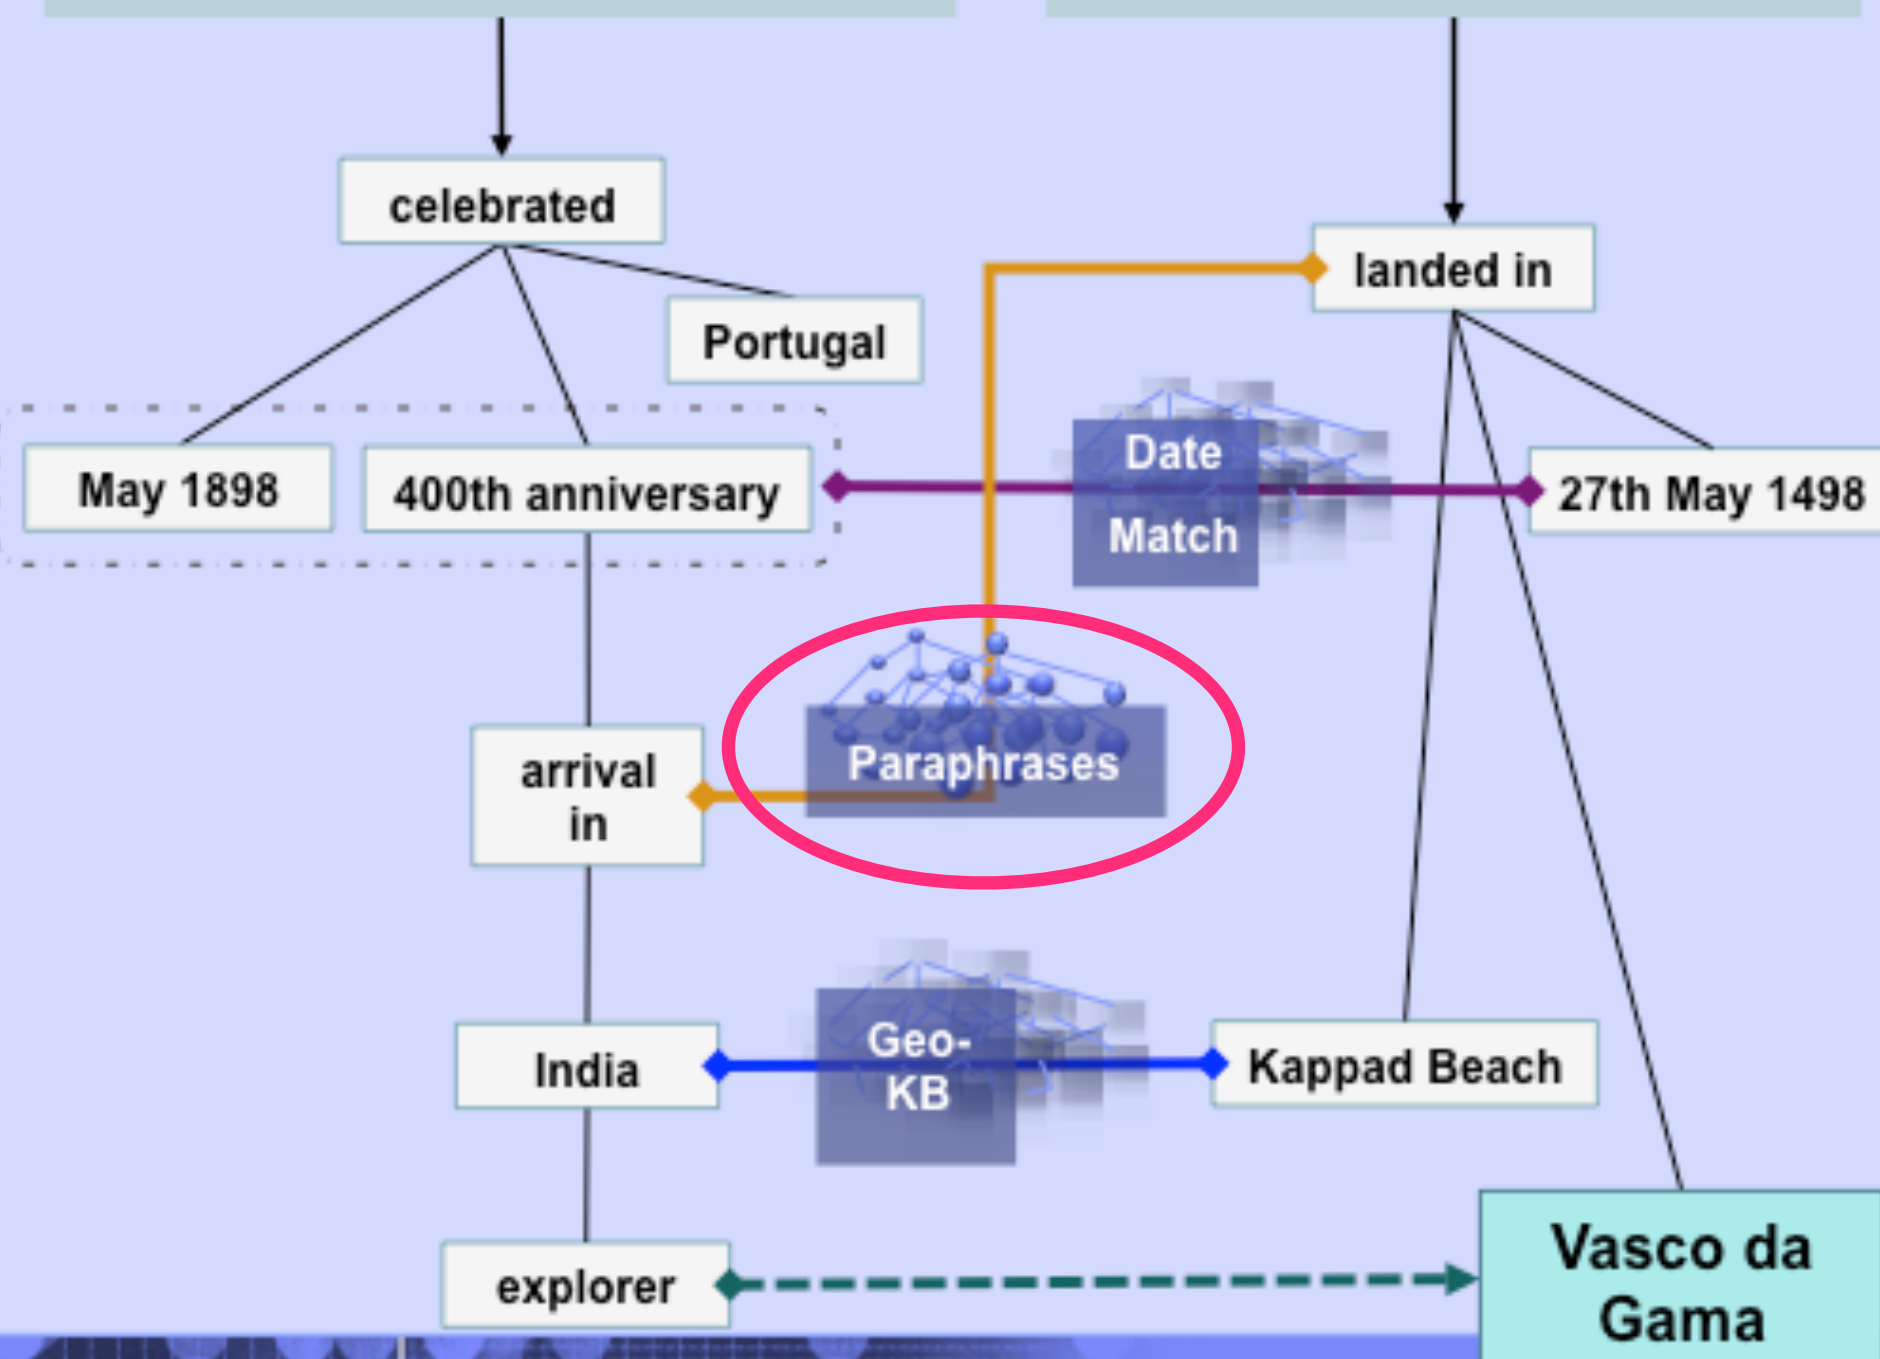 celebrated
Portugal
landed in
May 1898
400th anniversary
Date
Match
27th May 1498
arrival
in
Paraphrases
India
Geo-
KB
Kappad Beach
explorer
Vasco da
Gama